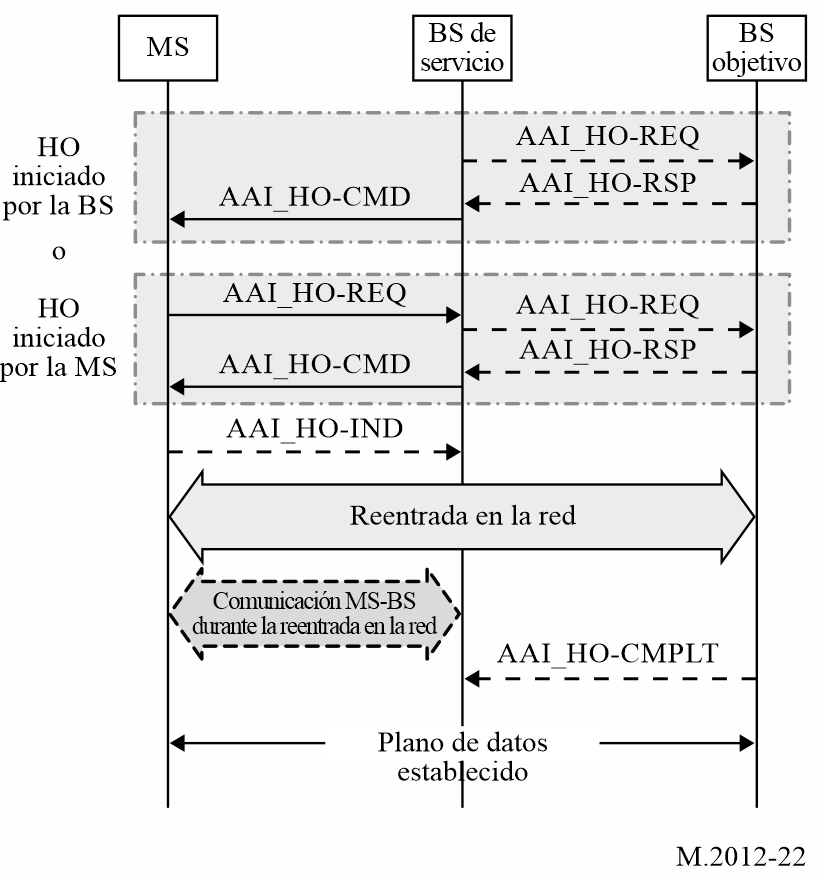 MS
BS de
servicio
BS
objetivo
HO
iniciado
por la BS
AAI_HO-REQ
AAI_HO-RSP
AAI_HO-CMD
o
HO
iniciado
por la MS
AAI_HO-REQ
AAI_HO-REQ
AAI_HO-RSP
AAI_HO-CMD
AAI_HO-IND
Reentrada en la red
Comunicación MS-BS
durante la reentrada en la red
AAI_HO-CMPLT
Plano de datos
establecido
M.2012-22